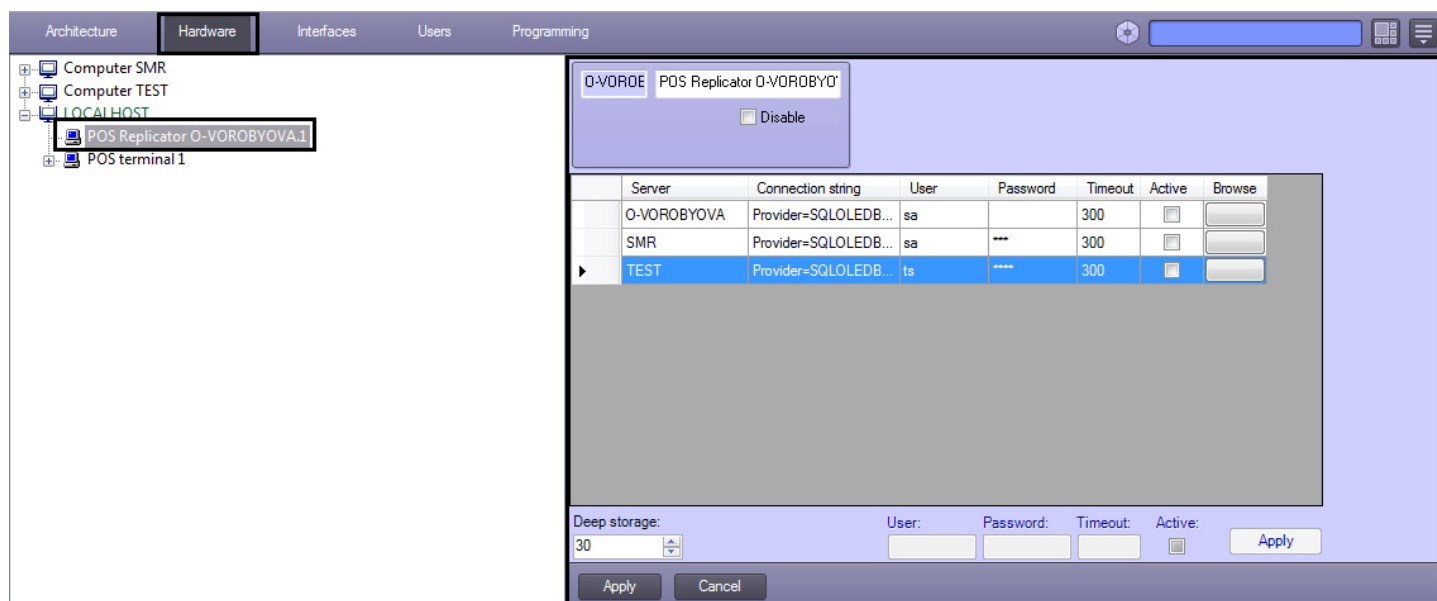 Architecture Hardware Interfaces Users Programming
Computer SMR
Computer TEST
LOCALHOST
POS Replicator O-VOROBYOVA.1
POS terminal 1
O-VOROE POS Replicator O-VOROBYO'
Disable
Server Connection string User Password Timeout Active Browse
O-VOROBYOVA Provider=SQLOLEDB... sa 300
SMR Provider=SQLOLEDB... sa *** 300
TEST Provider=SQLOLEDB... ts **** 300
Deep storage: User: Password: Timeout: Active:
30 Apply
Apply Cancel